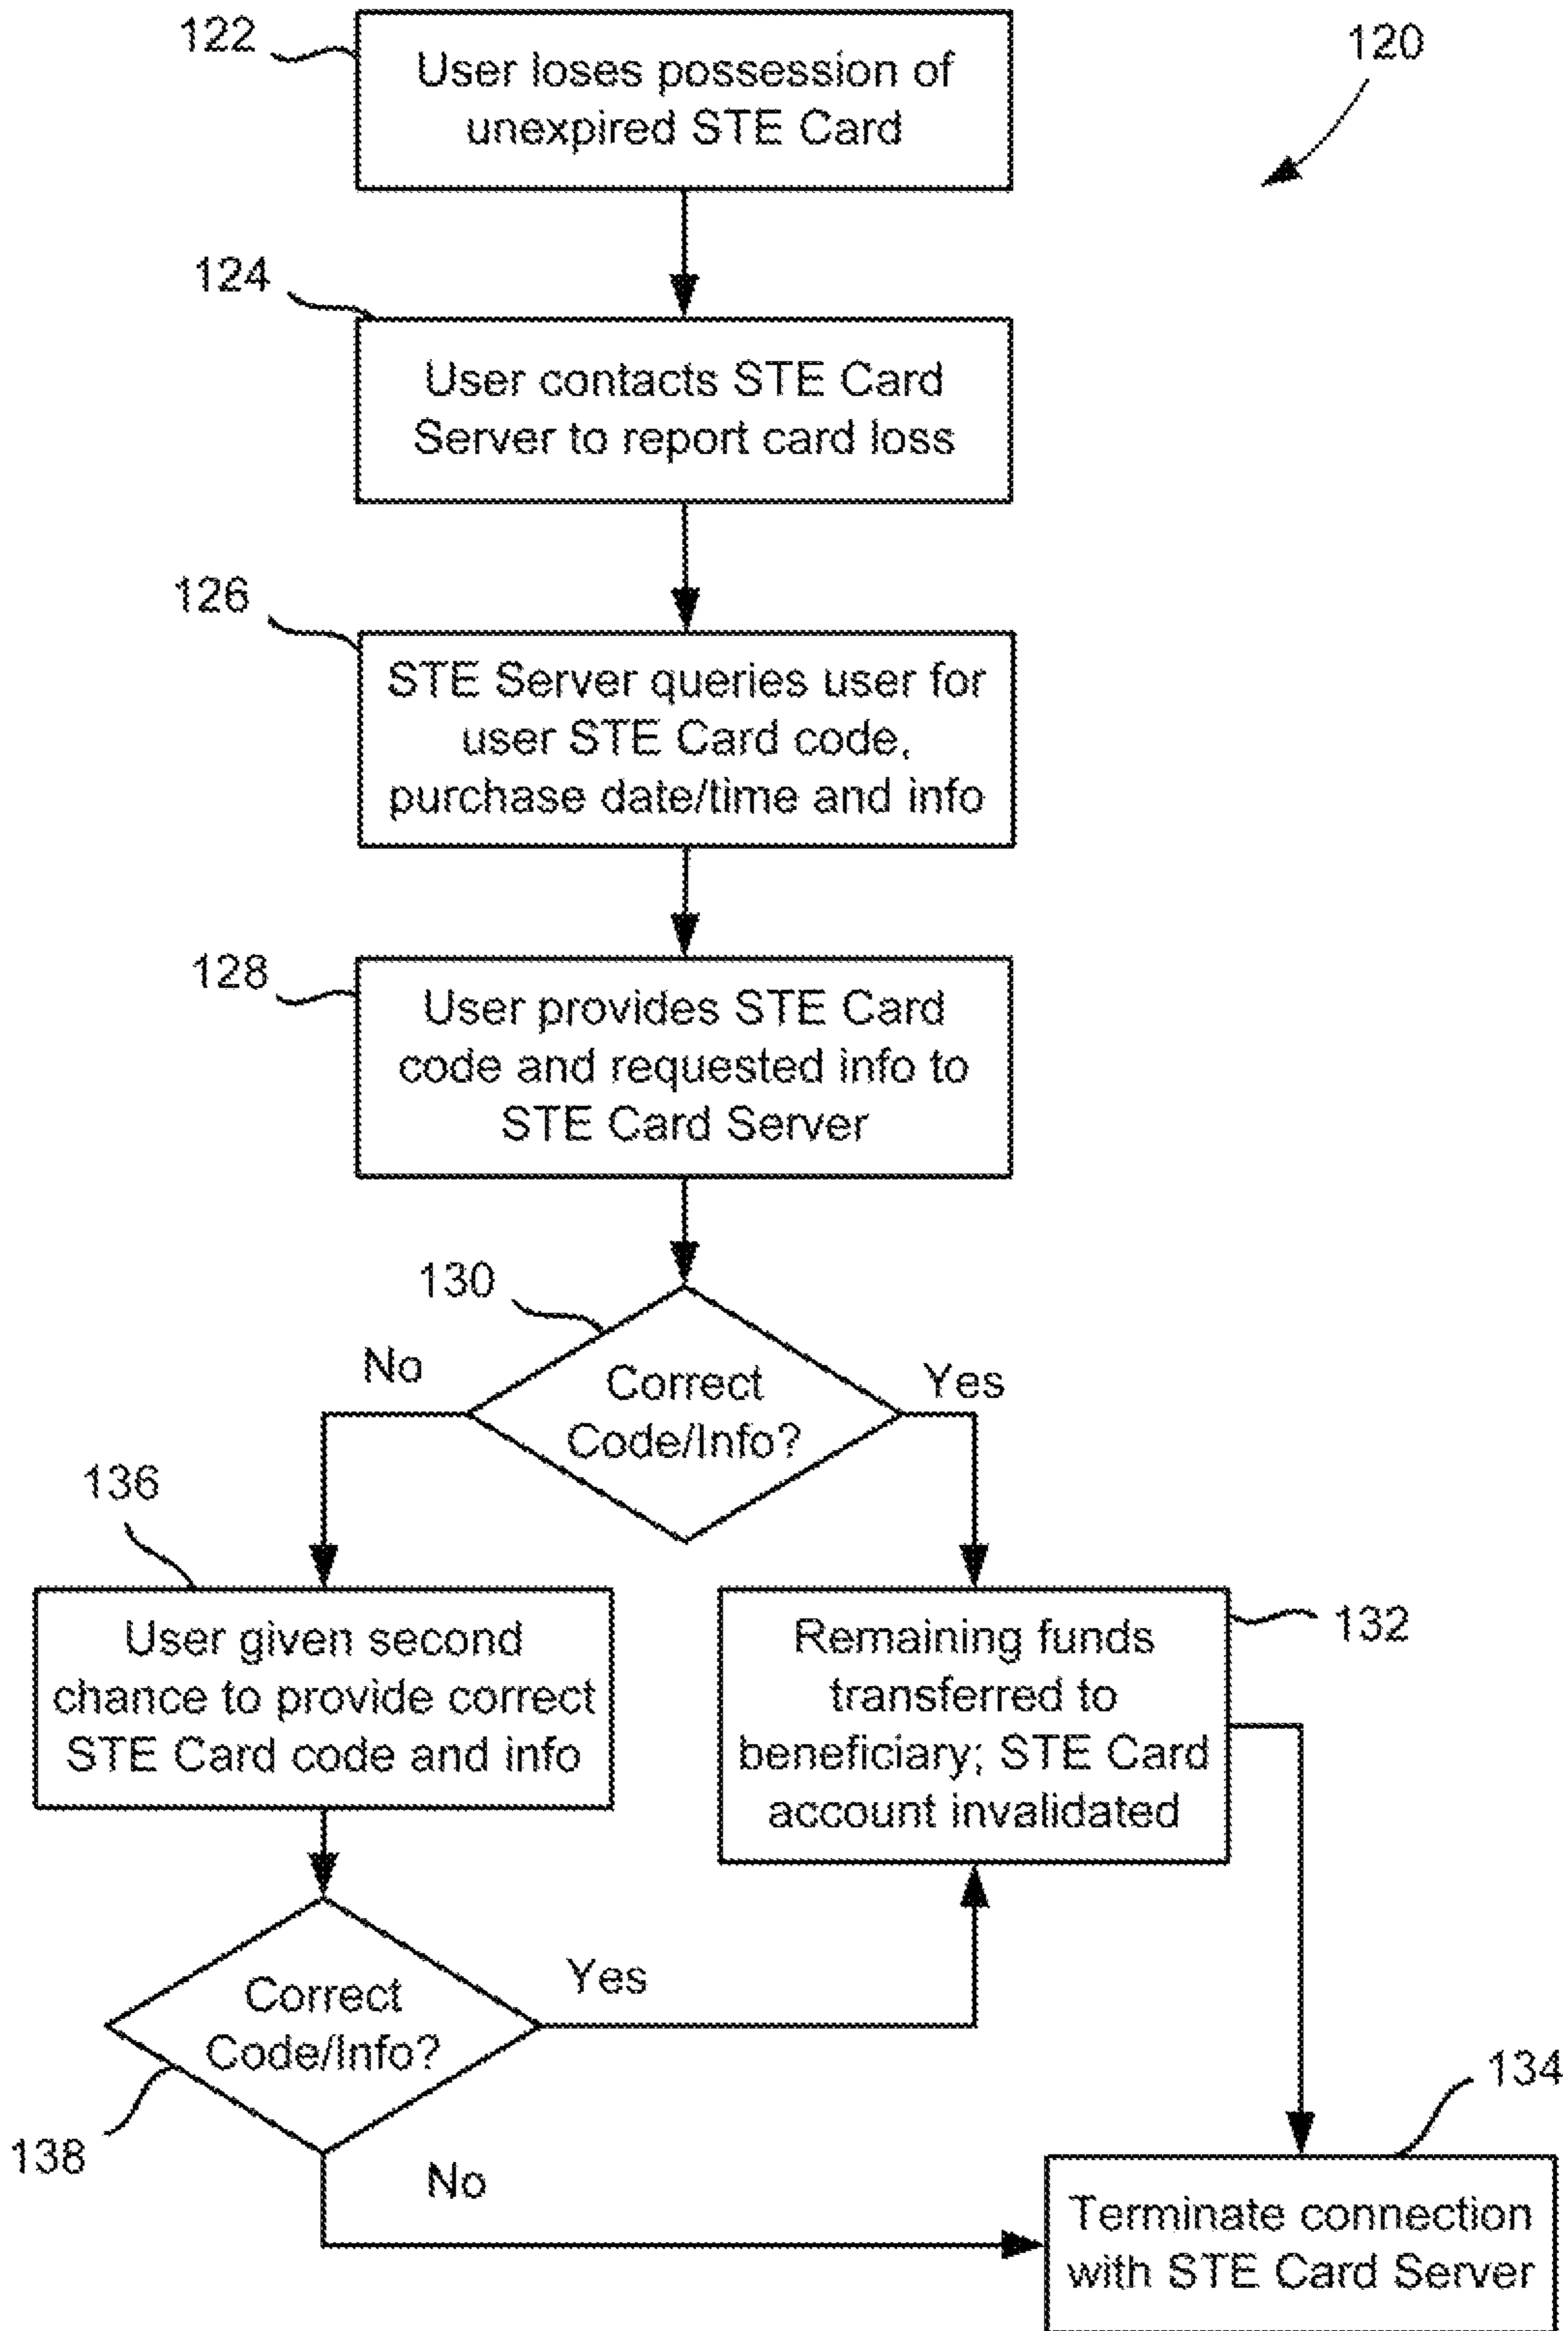 122
User loses possession of
unexpired STE Card
120
124
User contacts STE Card
Server to report card loss
126
STE Server queries user for
user STE Card code,
purchase date/time and info
128
User provides STE Card
code and requested info to
STE Card Server
130
No
Correct
Code/Info?
Yes
136
User given second
chance to provide correct
STE Card code and info
Remaining funds
transferred to
beneficiary; STE Card
account invalidated
132
Correct
Code/Info?
Yes
138
No
134
Terminate connection
with STE Card Server